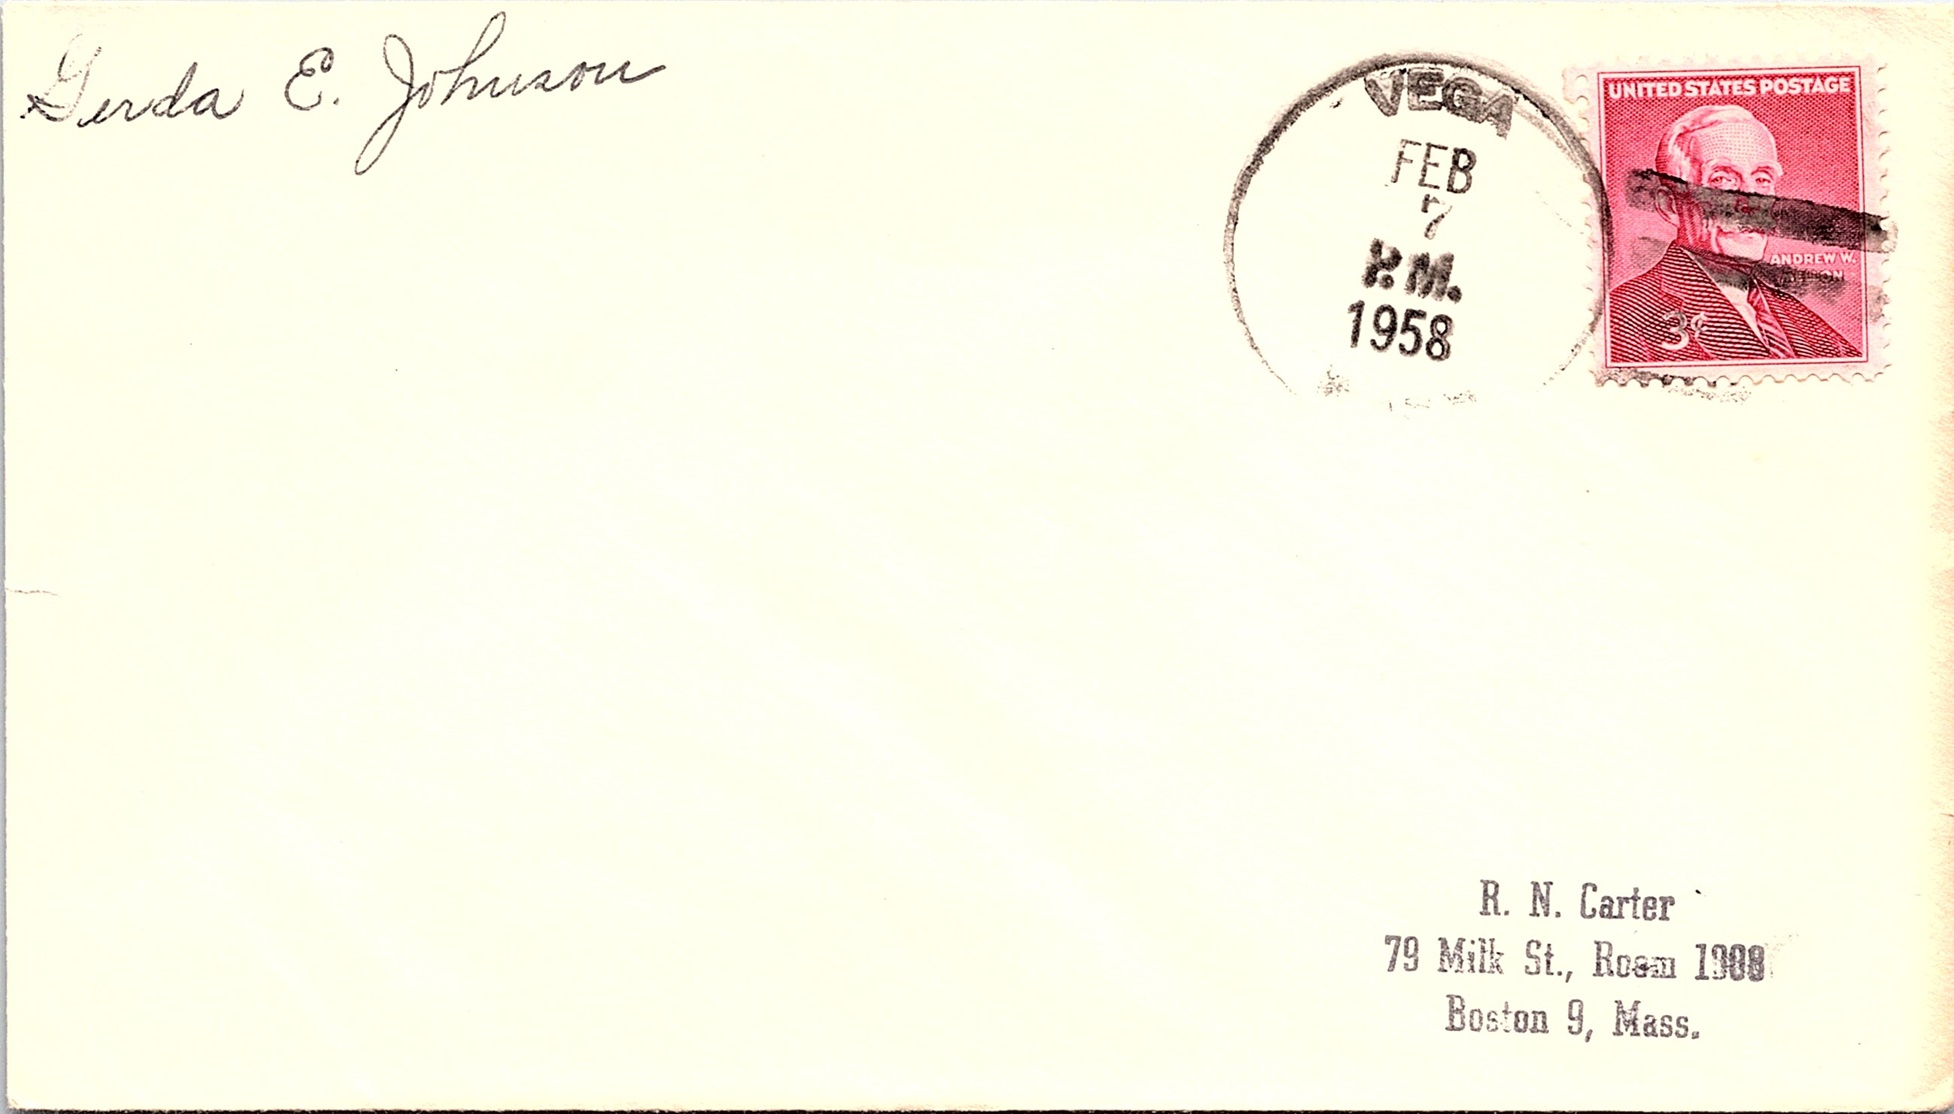 Gerda E. Johnson
VEGA
FEB
7
P.M.
1958
UNITED STATES POSTAGE
ANDREW W.
MELLON
3¢
R. N. Carter
79 Milk St., Room
Boston 9, Mass.